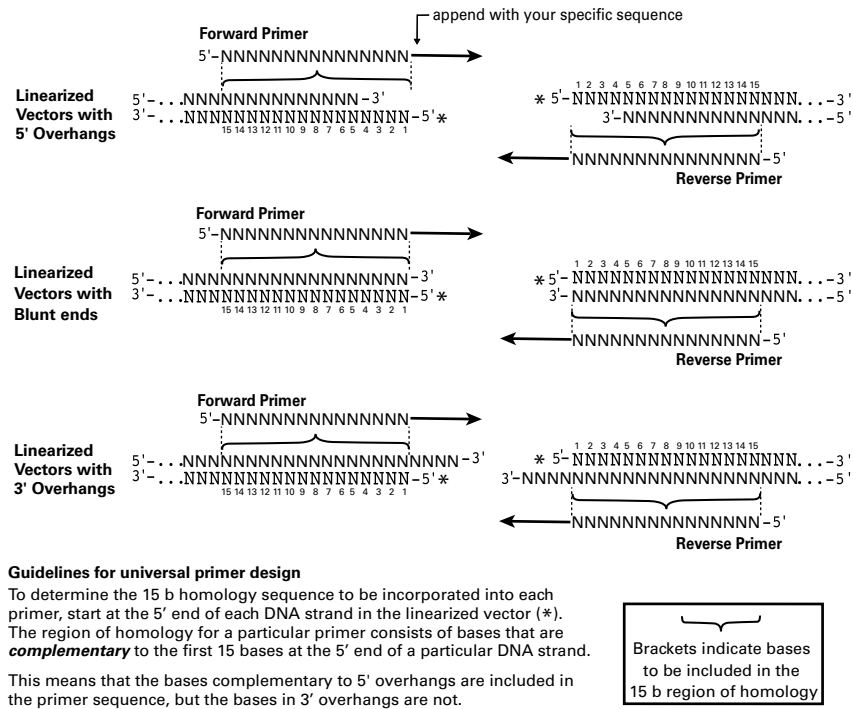 append with your specific sequence
Forward Primer
5'-NNNNNNNNNNNNNNN
Linearized
Vectors with
5' Overhangs
5'-...NNNNNNNNNNNNNN-3'
3'-...NNNNNNNNNNNNNNNNNN-5'*
15 14 13 12 11 10 9 8 7 6 5 4 3 2 1
1 2 3 4 5 6 7 8 9 10 11 12 13 14 15
* 5'-NNNNNNNNNNNNNNNNNN...-3'
3'-NNNNNNNNNNNNNN...-5'
NNNNNNNNNNNNNNN-5'
Reverse Primer
Forward Primer
5'-NNNNNNNNNNNNNNN
Linearized
Vectors with
Blunt ends
5'-...NNNNNNNNNNNNNNNNNN-3'
3'-...NNNNNNNNNNNNNNNNNN-5'*
15 14 13 12 11 10 9 8 7 6 5 4 3 2 1
1 2 3 4 5 6 7 8 9 10 11 12 13 14 15
* 5'-NNNNNNNNNNNNNNNNNN...-3'
3'-NNNNNNNNNNNNNNNNNN...-5'
NNNNNNNNNNNNNNN-5'
Reverse Primer
Forward Primer
5'-NNNNNNNNNNNNNNN
Linearized
Vectors with
3' Overhangs
5'-...NNNNNNNNNNNNNNNNNNNNNN-3'
3'-...NNNNNNNNNNNNNNNNNN-5'*
15 14 13 12 11 10 9 8 7 6 5 4 3 2 1
1 2 3 4 5 6 7 8 9 10 11 12 13 14 15
* 5'-NNNNNNNNNNNNNNNNNN...-3'
3'-NNNNNNNNNNNNNNNNNNNNNN...-5'
NNNNNNNNNNNNNNN-5'
Reverse Primer
Guidelines for universal primer design
To determine the 15 b homology sequence to be incorporated into each
primer, start at the 5' end of each DNA strand in the linearized vector (*).
The region of homology for a particular primer consists of bases that are
complementary to the first 15 bases at the 5' end of a particular DNA strand.
This means that the bases complementary to 5' overhangs are included in
the primer sequence, but the bases in 3' overhangs are not.
Brackets indicate bases
to be included in the
15 b region of homology